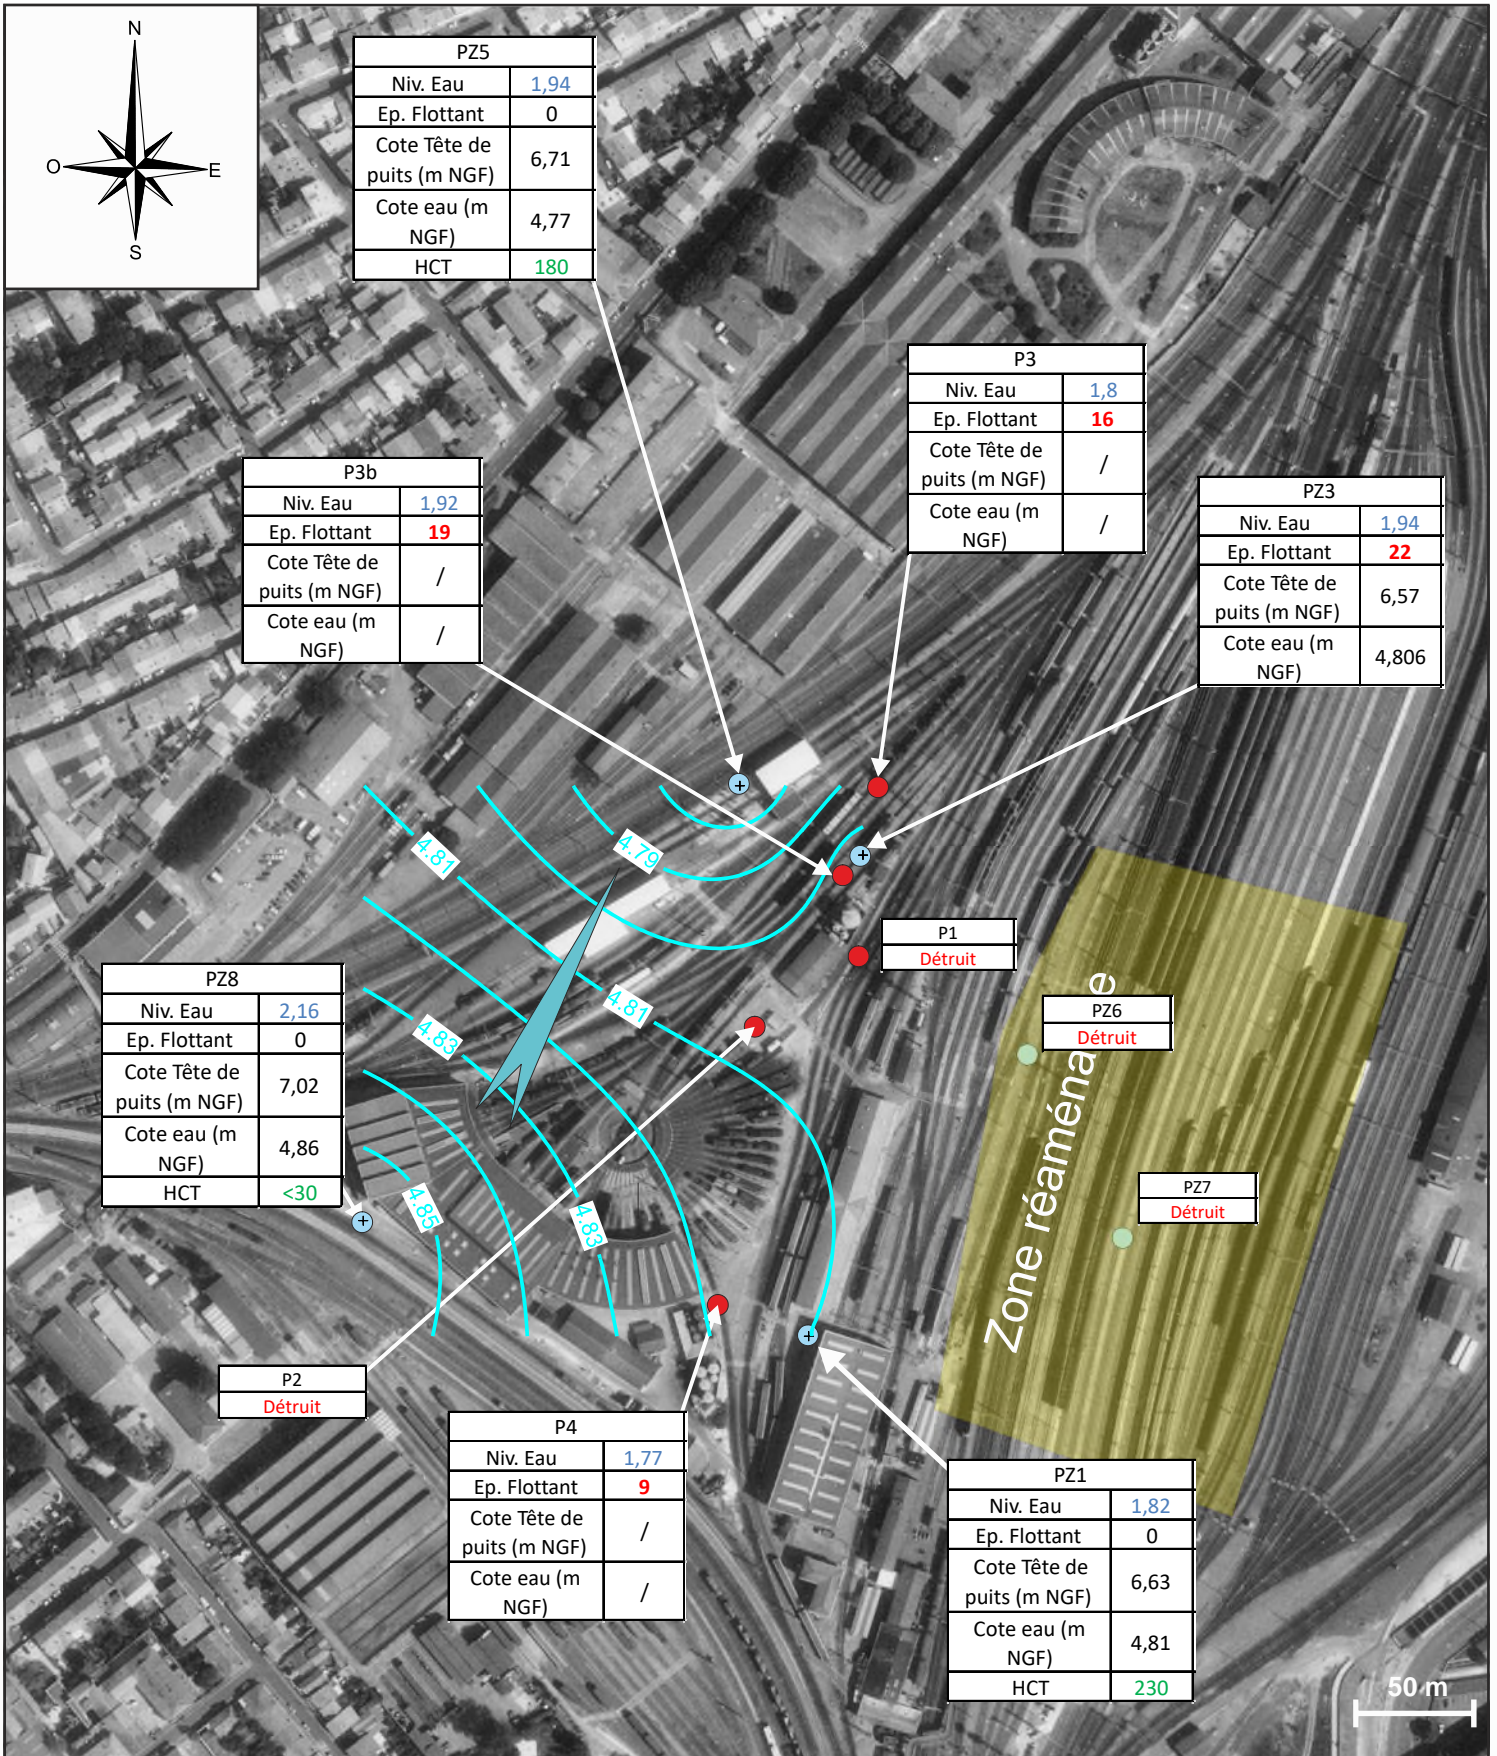 N
O
E
S
PZ5
Niv. Eau 1,94
Ep. Flottant 0
Cote Tête de
puits (m NGF) 6,71
Cote eau (m
NGF) 4,77
HCT 180
P3
Niv. Eau 1,8
Ep. Flottant 16
Cote Tête de
puits (m NGF) /
Cote eau (m
NGF) /
P3b
Niv. Eau 1,92
Ep. Flottant 19
Cote Tête de
puits (m NGF) /
Cote eau (m
NGF) /
PZ3
Niv. Eau 1,94
Ep. Flottant 22
Cote Tête de
puits (m NGF) 6,57
Cote eau (m
NGF) 4,806
4.81
4.79
P1
Détruit
PZ8
Niv. Eau 2,16
Ep. Flottant 0
Cote Tête de
puits (m NGF) 7,02
Cote eau (m
NGF) 4,86
HCT <30
4.83
4.81
4.85
4.83
PZ6
Détruit
PZ7
Détruit
Zone réaménagée
P2
Détruit
P4
Niv. Eau 1,77
Ep. Flottant 9
Cote Tête de
puits (m NGF) /
Cote eau (m
NGF) /
PZ1
Niv. Eau 1,82
Ep. Flottant 0
Cote Tête de
puits (m NGF) 6,63
Cote eau (m
NGF) 4,81
HCT 230
50 m